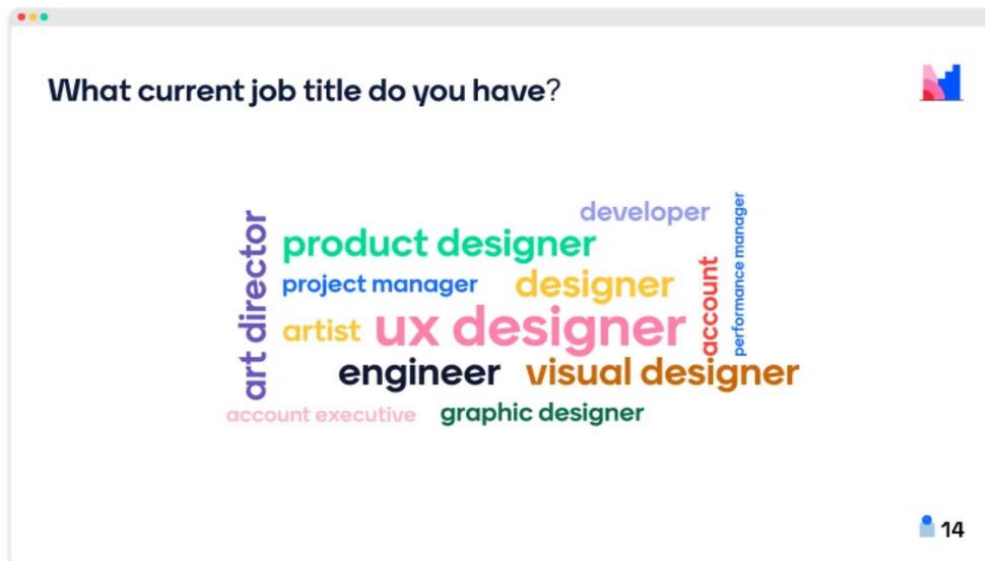 What current job title do you have?
developer
performance manager
art director
product designer
project manager
designer
account
artist
ux designer
engineer
visual designer
account executive
graphic designer
14